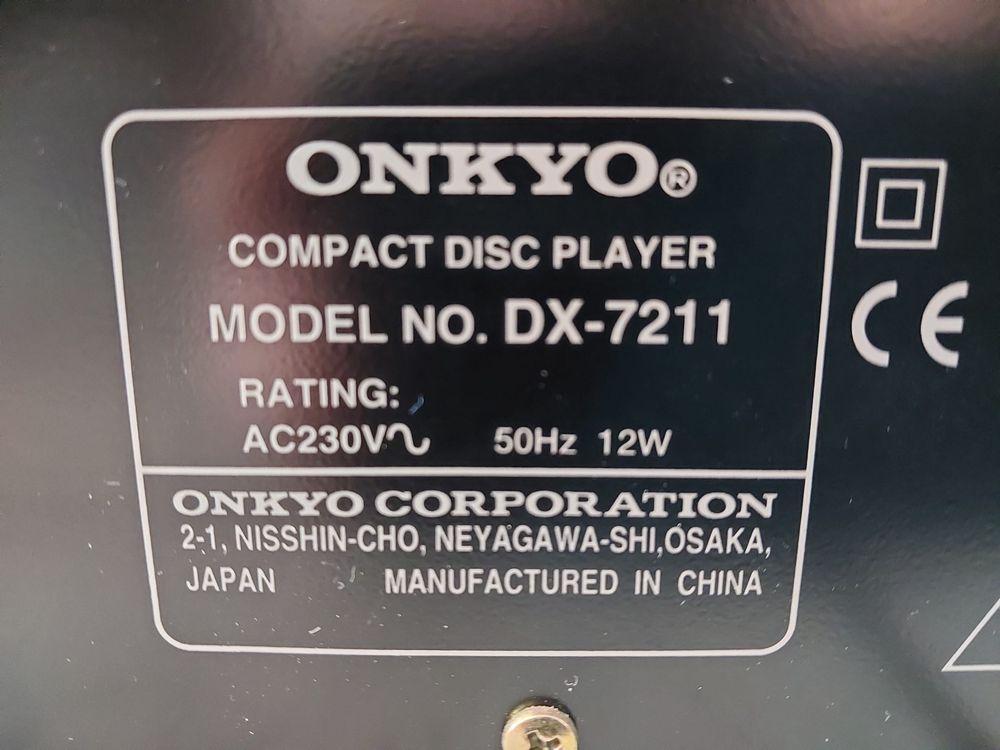 ONKYO®
COMPACT DISC PLAYER
MODEL NO. DX-7211
RATING:
AC230V∿ 50Hz 12W
CE
ONKYO CORPORATION
2-1, NISSHIN-CHO, NEYAGAWA-SHI,OSAKA,
JAPAN MANUFACTURED IN CHINA